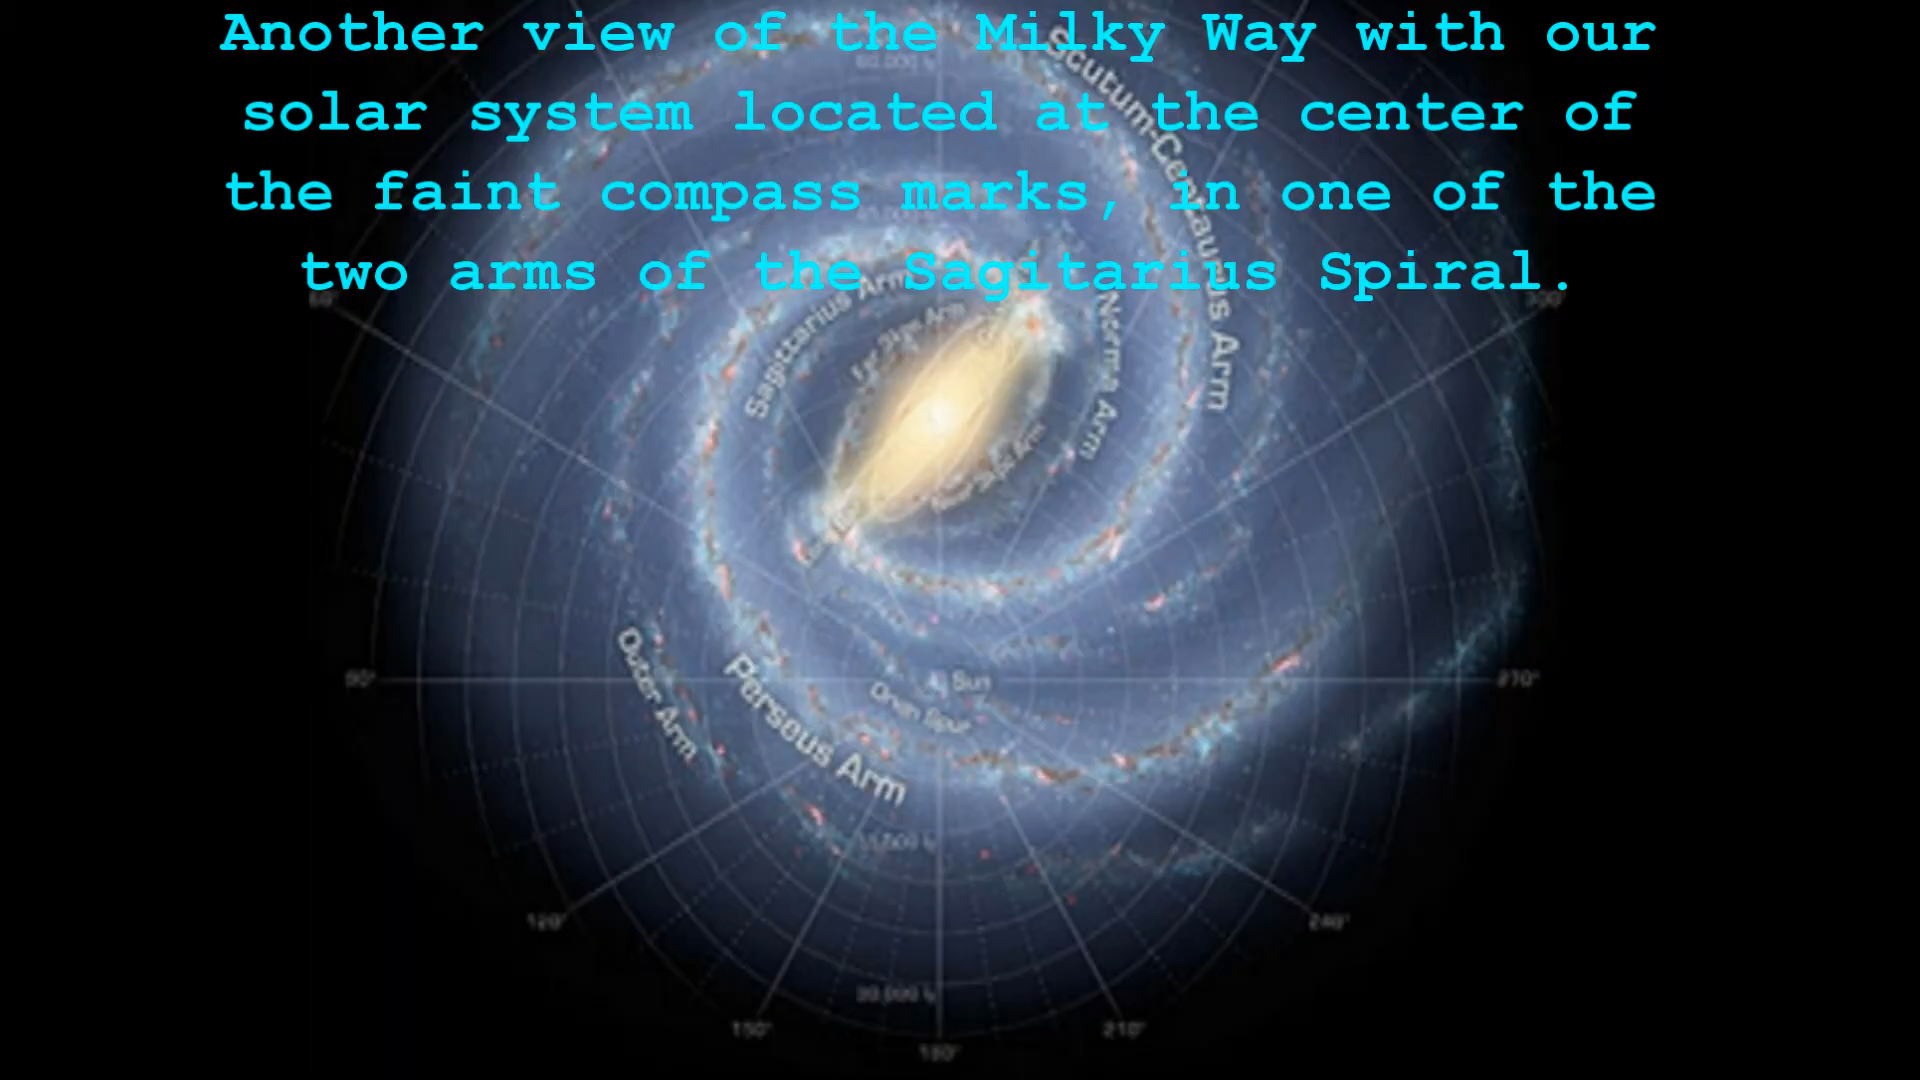 Another view of the Milky Way with our
solar system located at the center of
the faint compass marks, in one of the
two arms of the Sagitarius Spiral.
Scutum-Centaurus Arm
300°
Sagittarius Arm
Norma Arm
Outer Arm
Perseus Arm
Sun
Orion Spur
90°
270°
120°
240°
150°
210°
180°